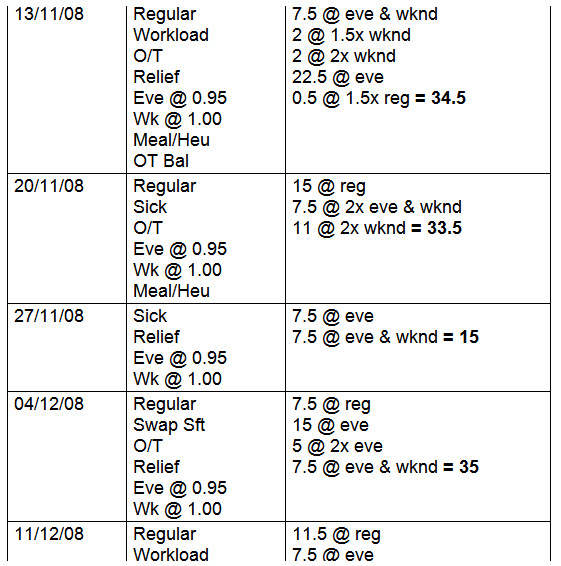 13/11/08 Regular 7.5 @ eve & wknd
Workload 2 @ 1.5x wknd
O/T 2 @ 2x wknd
Relief 22.5 @ eve
Eve @ 0.95 0.5 @ 1.5x reg = 34.5
Wk @ 1.00
Meal/Heu
OT Bal
20/11/08 Regular 15 @ reg
Sick 7.5 @ 2x eve & wknd
O/T 11 @ 2x wknd = 33.5
Eve @ 0.95
Wk @ 1.00
Meal/Heu
27/11/08 Sick 7.5 @ eve
Relief 7.5 @ eve & wknd = 15
Eve @ 0.95
Wk @ 1.00
04/12/08 Regular 7.5 @ reg
Swap Sft 15 @ eve
O/T 5 @ 2x eve
Relief 7.5 @ eve & wknd = 35
Eve @ 0.95
Wk @ 1.00
11/12/08 Regular 11.5 @ reg
Workload 7.5 @ eve